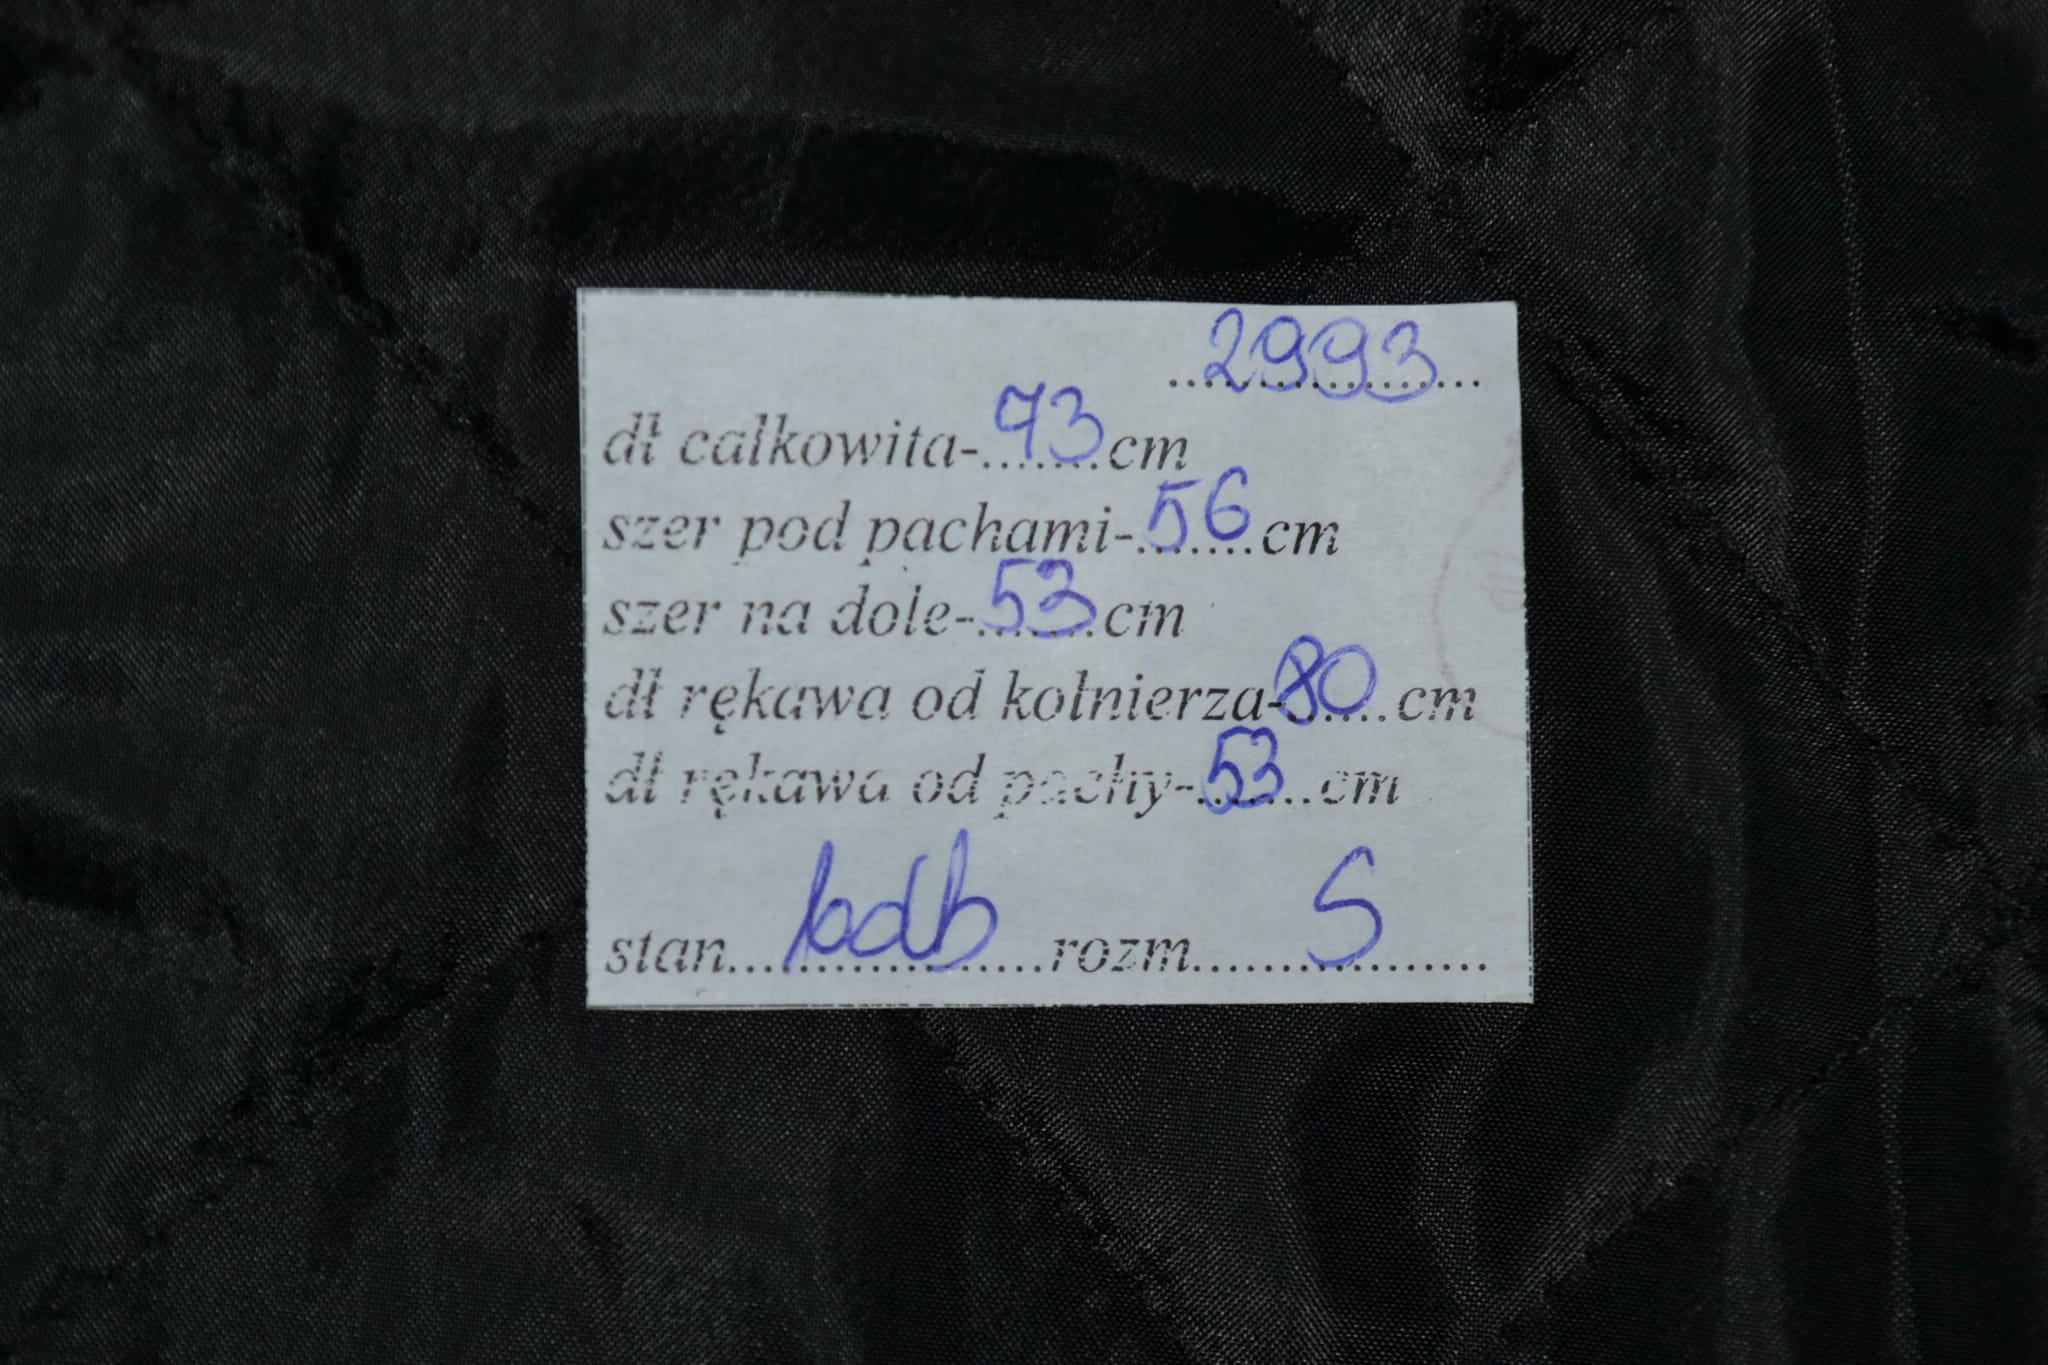 2993
dł całkowita-73cm
szer pod pachami-56cm
szer na dole-53cm
dł rękawa od kołnierza-80cm
dł rękawa od pachy-53cm
stan bdb rozm S